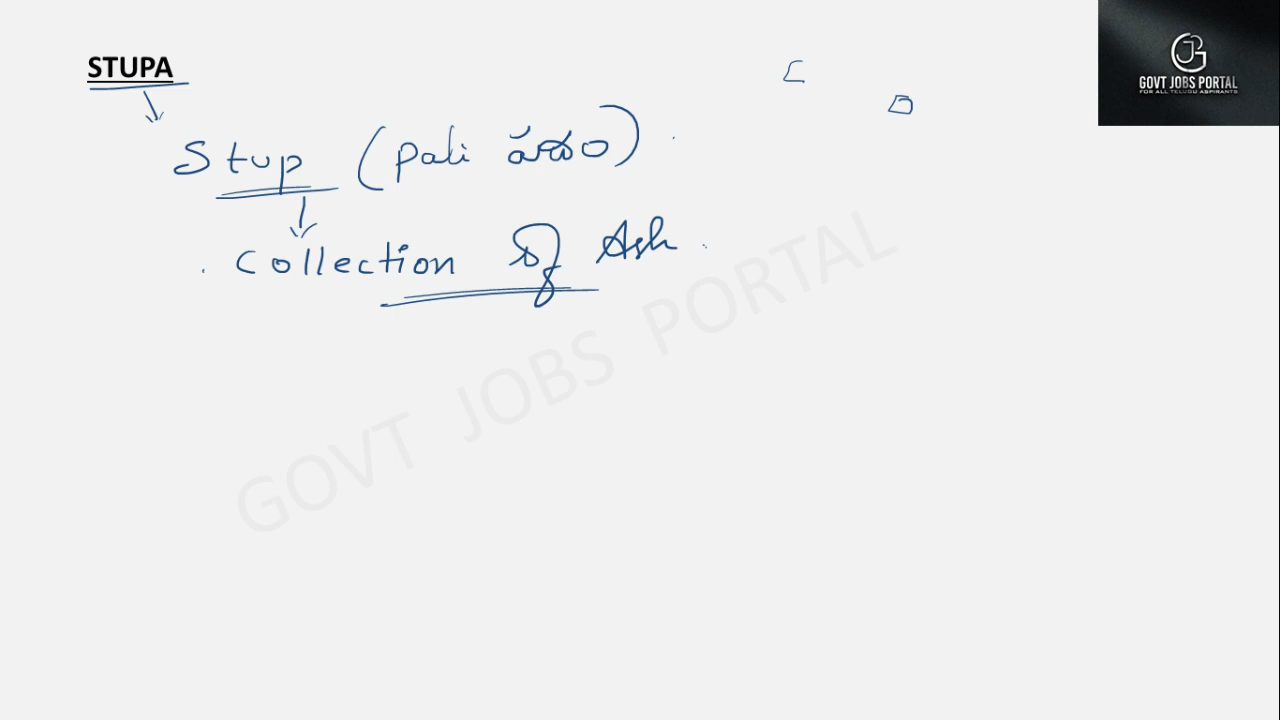 STUPA
Stup (Pali పదం)
Collection of Ash
GOVT JOBS PORTAL
GOVT JOBS PORTAL
FOR ALL TELUGU ASPIRANTS